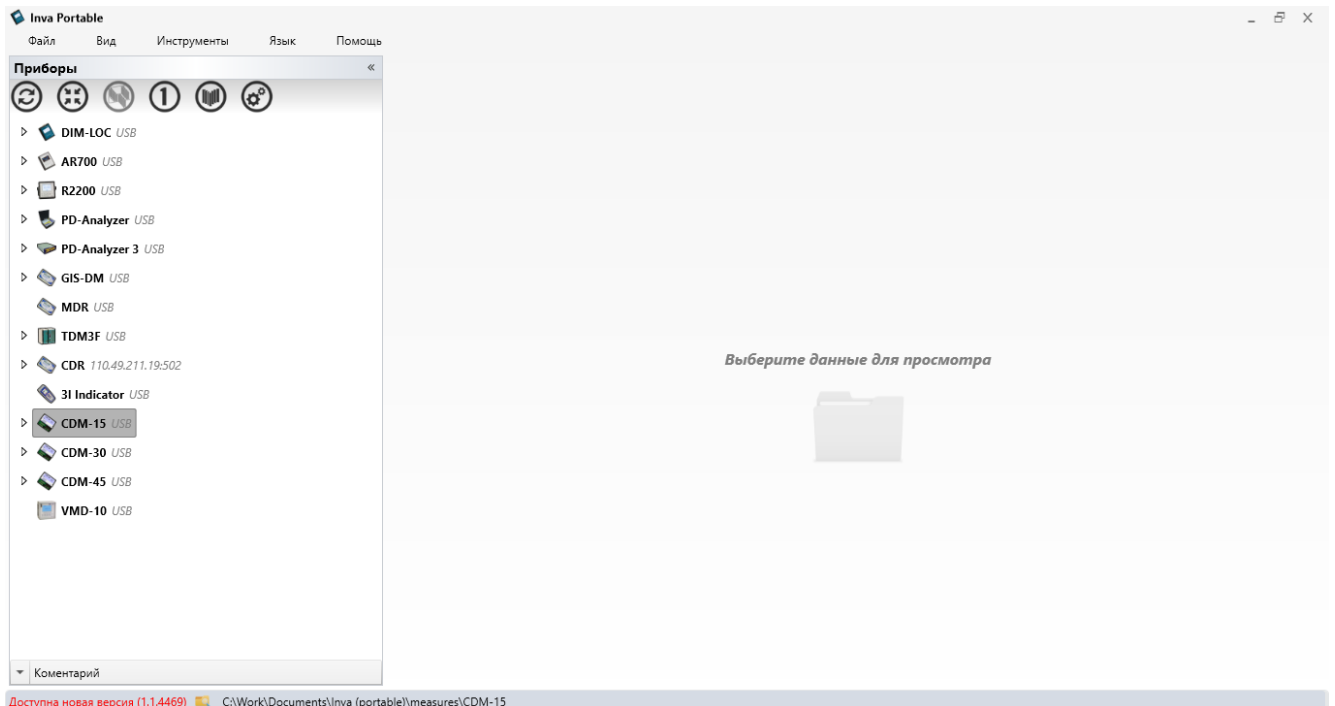 Inva Portable
Файл Вид Инструменты Язык Помощь
Приборы «
1
DIM-LOC USB
AR700 USB
R2200 USB
PD-Analyzer USB
PD-Analyzer 3 USB
GIS-DM USB
MDR USB
TDM3F USB
CDR 110.49.211.19:502
3I Indicator USB
CDM-15 USB
CDM-30 USB
CDM-45 USB
VMD-10 USB
Выберите данные для просмотра
Коментарий
Доступна новая версия (1.1.4469) C:\Work\Documents\Inva (portable)\measures\CDM-15